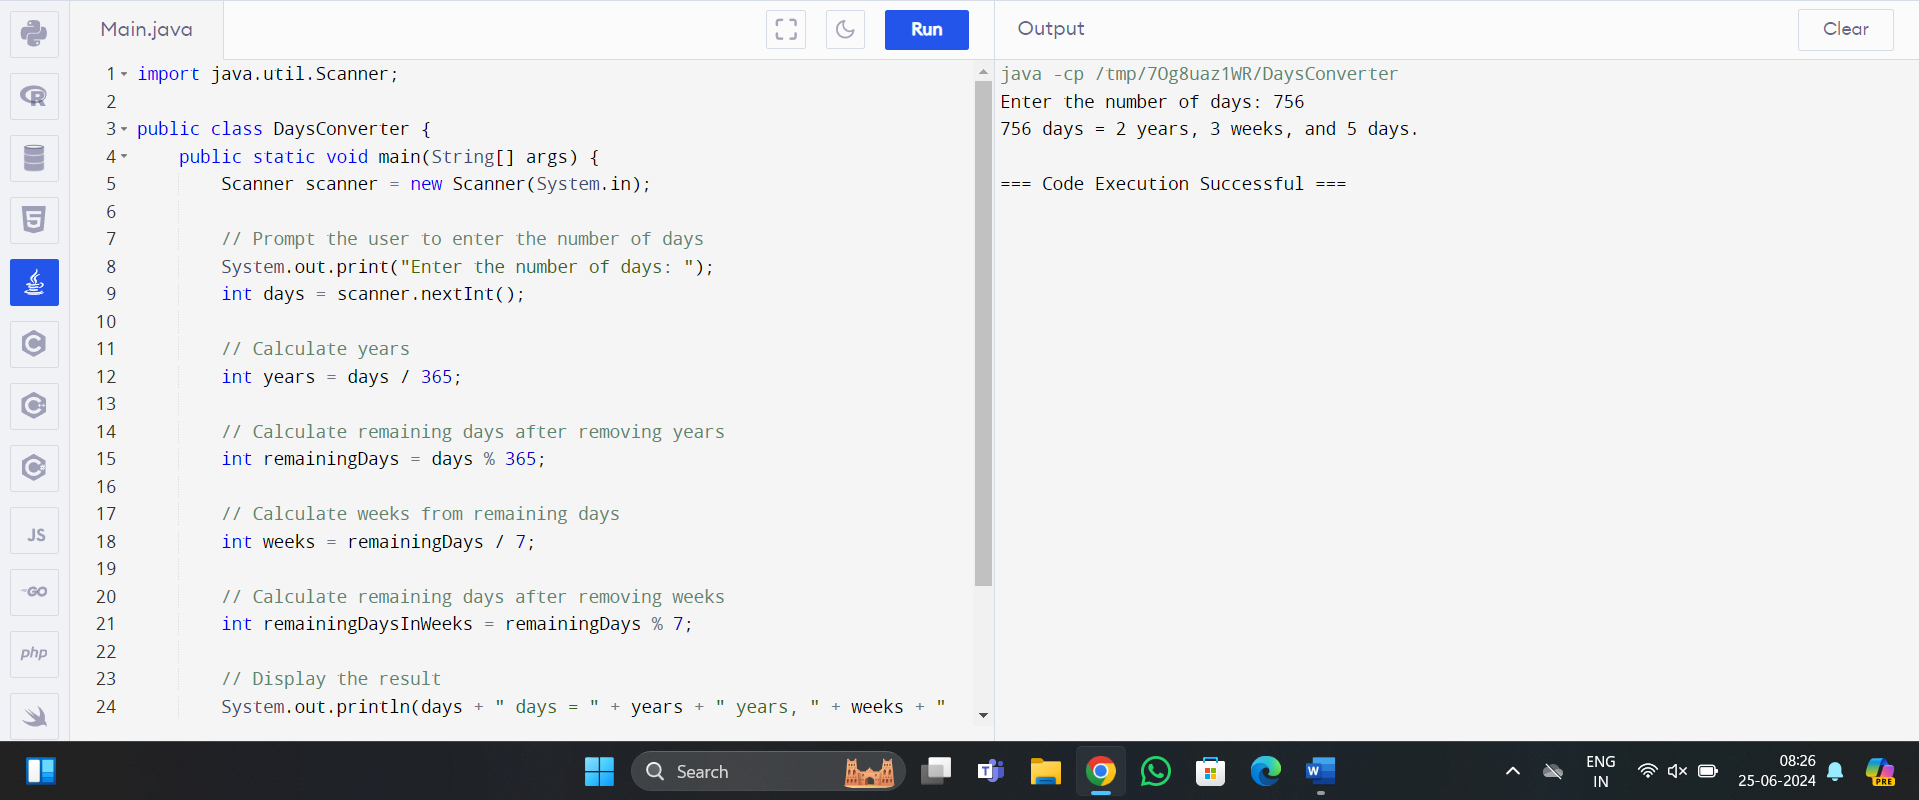 Main.java
Run
Output
Clear
1 import java.util.Scanner;
2
3 public class DaysConverter {
4 public static void main(String[] args) {
5 Scanner scanner = new Scanner(System.in);
6
7 // Prompt the user to enter the number of days
8 System.out.print("Enter the number of days: ");
9 int days = scanner.nextInt();
10
11 // Calculate years
12 int years = days / 365;
13
14 // Calculate remaining days after removing years
15 int remainingDays = days % 365;
16
17 // Calculate weeks from remaining days
18 int weeks = remainingDays / 7;
19
20 // Calculate remaining days after removing weeks
21 int remainingDaysInWeeks = remainingDays % 7;
22
23 // Display the result
24 System.out.println(days + " days = " + years + " years, " + weeks + "
java -cp /tmp/7Og8uaz1WR/DaysConverter
Enter the number of days: 756
756 days = 2 years, 3 weeks, and 5 days.
=== Code Execution Successful ===
R
5
C
C
C
JS
GO
php
Search
T
W
PRE
ENG
IN
08:26
25-06-2024